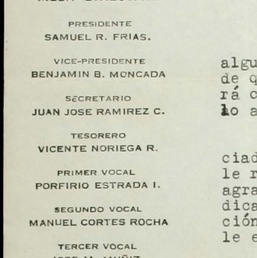 PRESIDENTE
SAMUEL R. FRIAS.
VICE-PRESIDENTE
BENJAMIN B. MONCADA
SECRETARIO
JUAN JOSE RAMIREZ C.
TESORERO
VICENTE NORIEGA R.
PRIMER VOCAL
PORFIRIO ESTRADA I.
SEGUNDO VOCAL
MANUEL CORTES ROCHA
TERCER VOCAL
algu
de q
rá c
lo a
ciad
le r
agra
dica
ción
le e